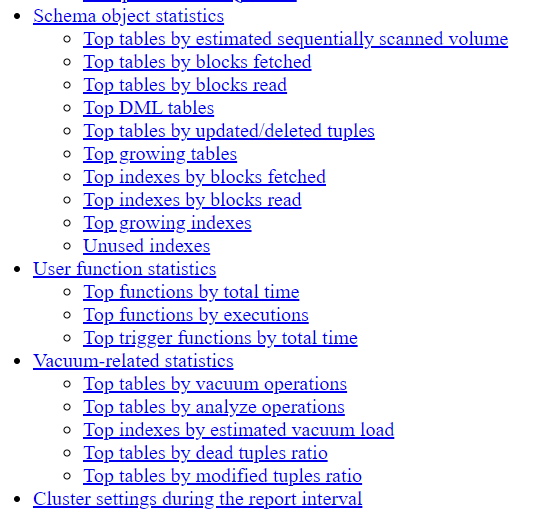 Schema object statistics
Top tables by estimated sequentially scanned volume
Top tables by blocks fetched
Top tables by blocks read
Top DML tables
Top tables by updated/deleted tuples
Top growing tables
Top indexes by blocks fetched
Top indexes by blocks read
Top growing indexes
Unused indexes
User function statistics
Top functions by total time
Top functions by executions
Top trigger functions by total time
Vacuum-related statistics
Top tables by vacuum operations
Top tables by analyze operations
Top indexes by estimated vacuum load
Top tables by dead tuples ratio
Top tables by modified tuples ratio
Cluster settings during the report interval